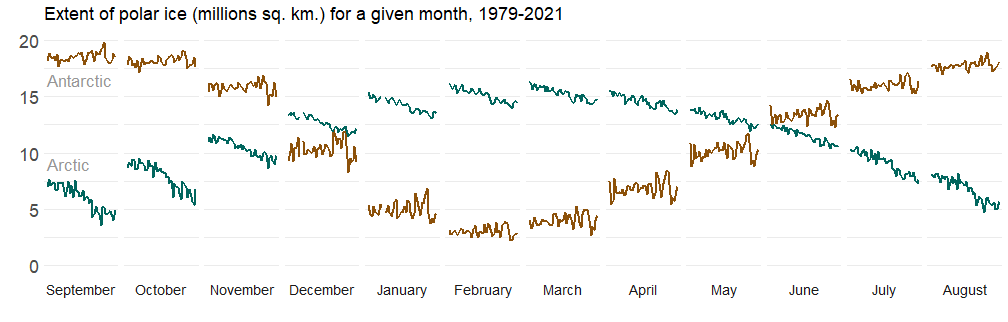 Extent of polar ice (millions sq. km.) for a given month, 1979-2021
20
Antarctic
15
10
Arctic
5
0
September October November December January February March April May June July August